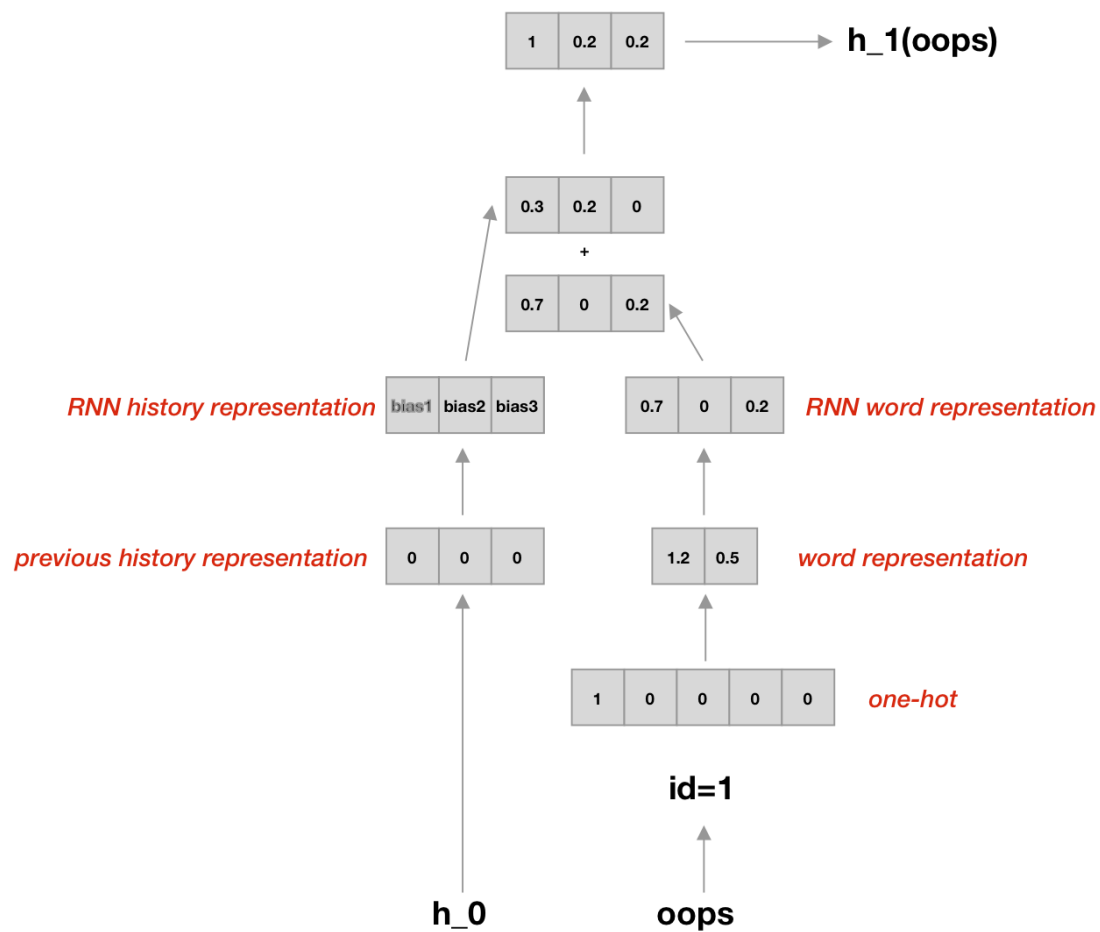 1 0.2 0.2 h_1(oops)
0.3 0.2 0
+
0.7 0 0.2
RNN history representation bias1 bias2 bias3 0.7 0 0.2 RNN word representation
previous history representation 0 0 0 1.2 0.5 word representation
1 0 0 0 0 one-hot
id=1
h_0 oops